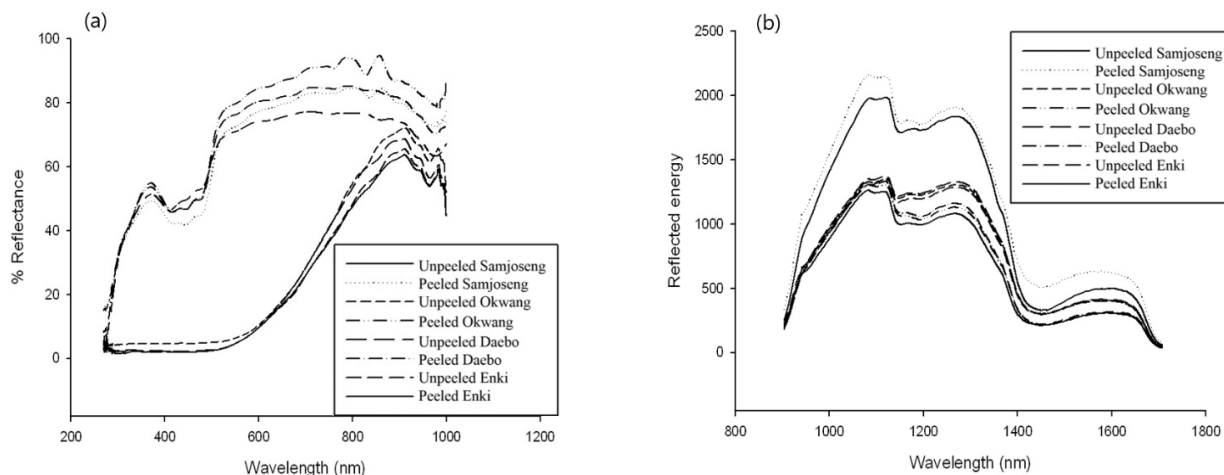 (a)
100
80
60
40
20
0
% Reflectance
Unpeeled Samjoseng
Peeled Samjoseng
Unpeeled Okwang
Peeled Okwang
Unpeeled Daebo
Peeled Daebo
Unpeeled Enki
Peeled Enki
200 400 600 800 1000 1200
Wavelength (nm)
(b)
2500
2000
1500
1000
500
0
Reflected energy
Unpeeled Samjoseng
Peeled Samjoseng
Unpeeled Okwang
Peeled Okwang
Unpeeled Daebo
Peeled Daebo
Unpeeled Enki
Peeled Enki
800 1000 1200 1400 1600 1800
Wavelength (nm)